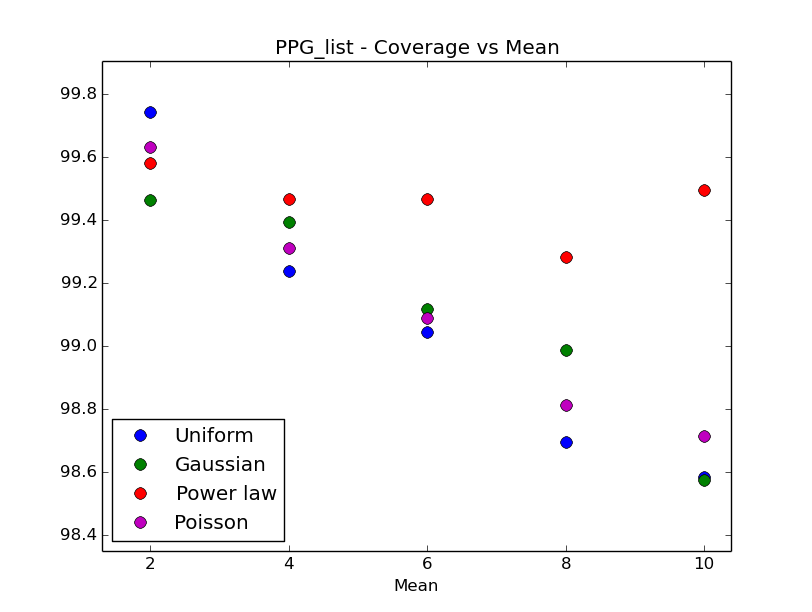 PPG_list - Coverage vs Mean
99.8
99.6
99.4
99.2
99.0
98.8
98.6
98.4
Uniform
Gaussian
Power law
Poisson
2 4 6 8 10
Mean